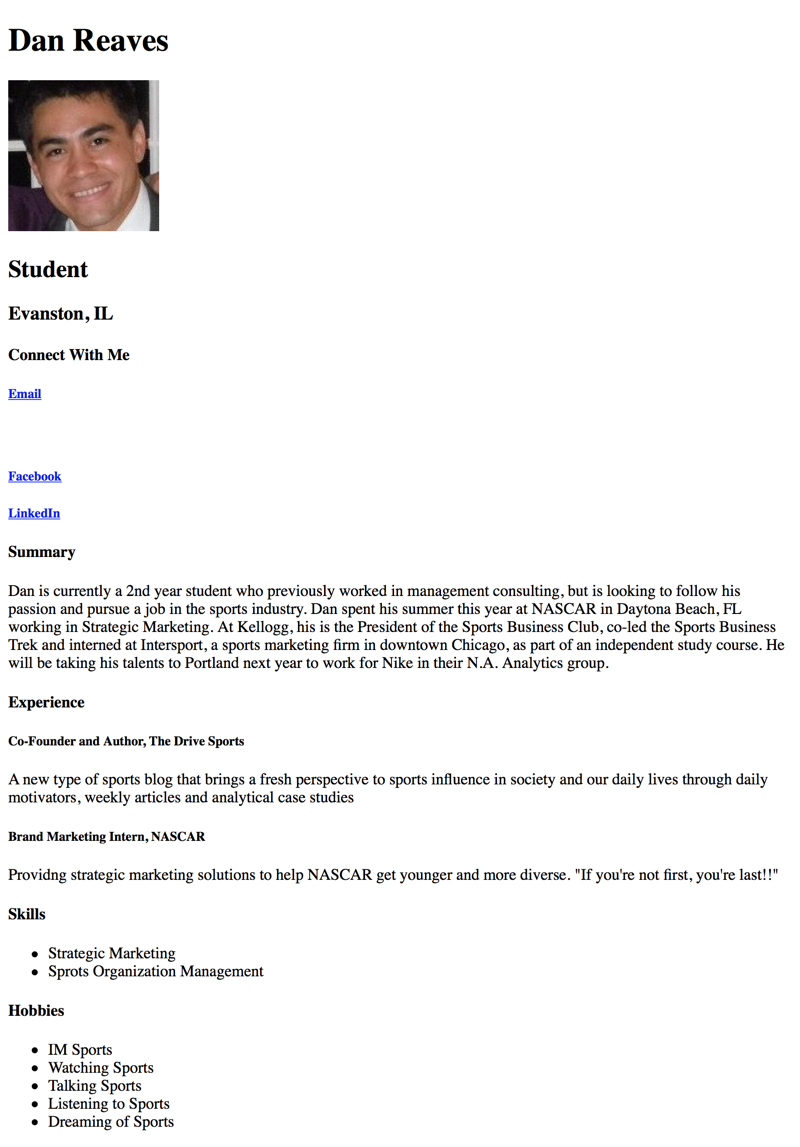 Dan Reaves
Student
Evanston, IL
Connect With Me
Email
Facebook
LinkedIn
Summary
Dan is currently a 2nd year student who previously worked in management consulting, but is looking to follow his
passion and pursue a job in the sports industry. Dan spent his summer this year at NASCAR in Daytona Beach, FL
working in Strategic Marketing. At Kellogg, his is the President of the Sports Business Club, co-led the Sports Business
Trek and interned at Intersport, a sports marketing firm in downtown Chicago, as part of an independent study course. He
will be taking his talents to Portland next year to work for Nike in their N.A. Analytics group.
Experience
Co-Founder and Author, The Drive Sports
A new type of sports blog that brings a fresh perspective to sports influence in society and our daily lives through daily
motivators, weekly articles and analytical case studies
Brand Marketing Intern, NASCAR
Providng strategic marketing solutions to help NASCAR get younger and more diverse. "If you're not first, you're last!!"
Skills
• Strategic Marketing
• Sprots Organization Management
Hobbies
• IM Sports
• Watching Sports
• Talking Sports
• Listening to Sports
• Dreaming of Sports